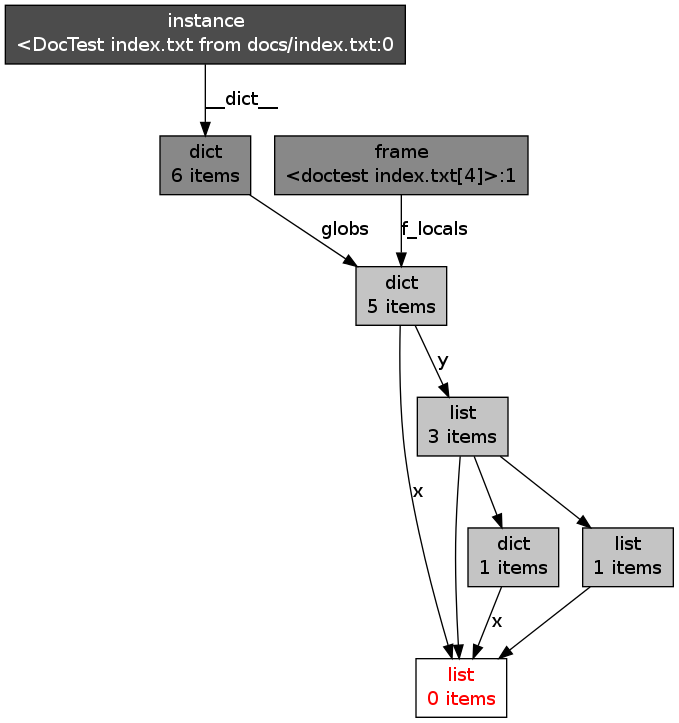 instance
<DocTest index.txt from docs/index.txt:0
__dict__
dict
6 items
frame
<doctest index.txt[4]>:1
globs
f_locals
dict
5 items
y
list
3 items
x
dict
1 items
list
1 items
x
list
0 items